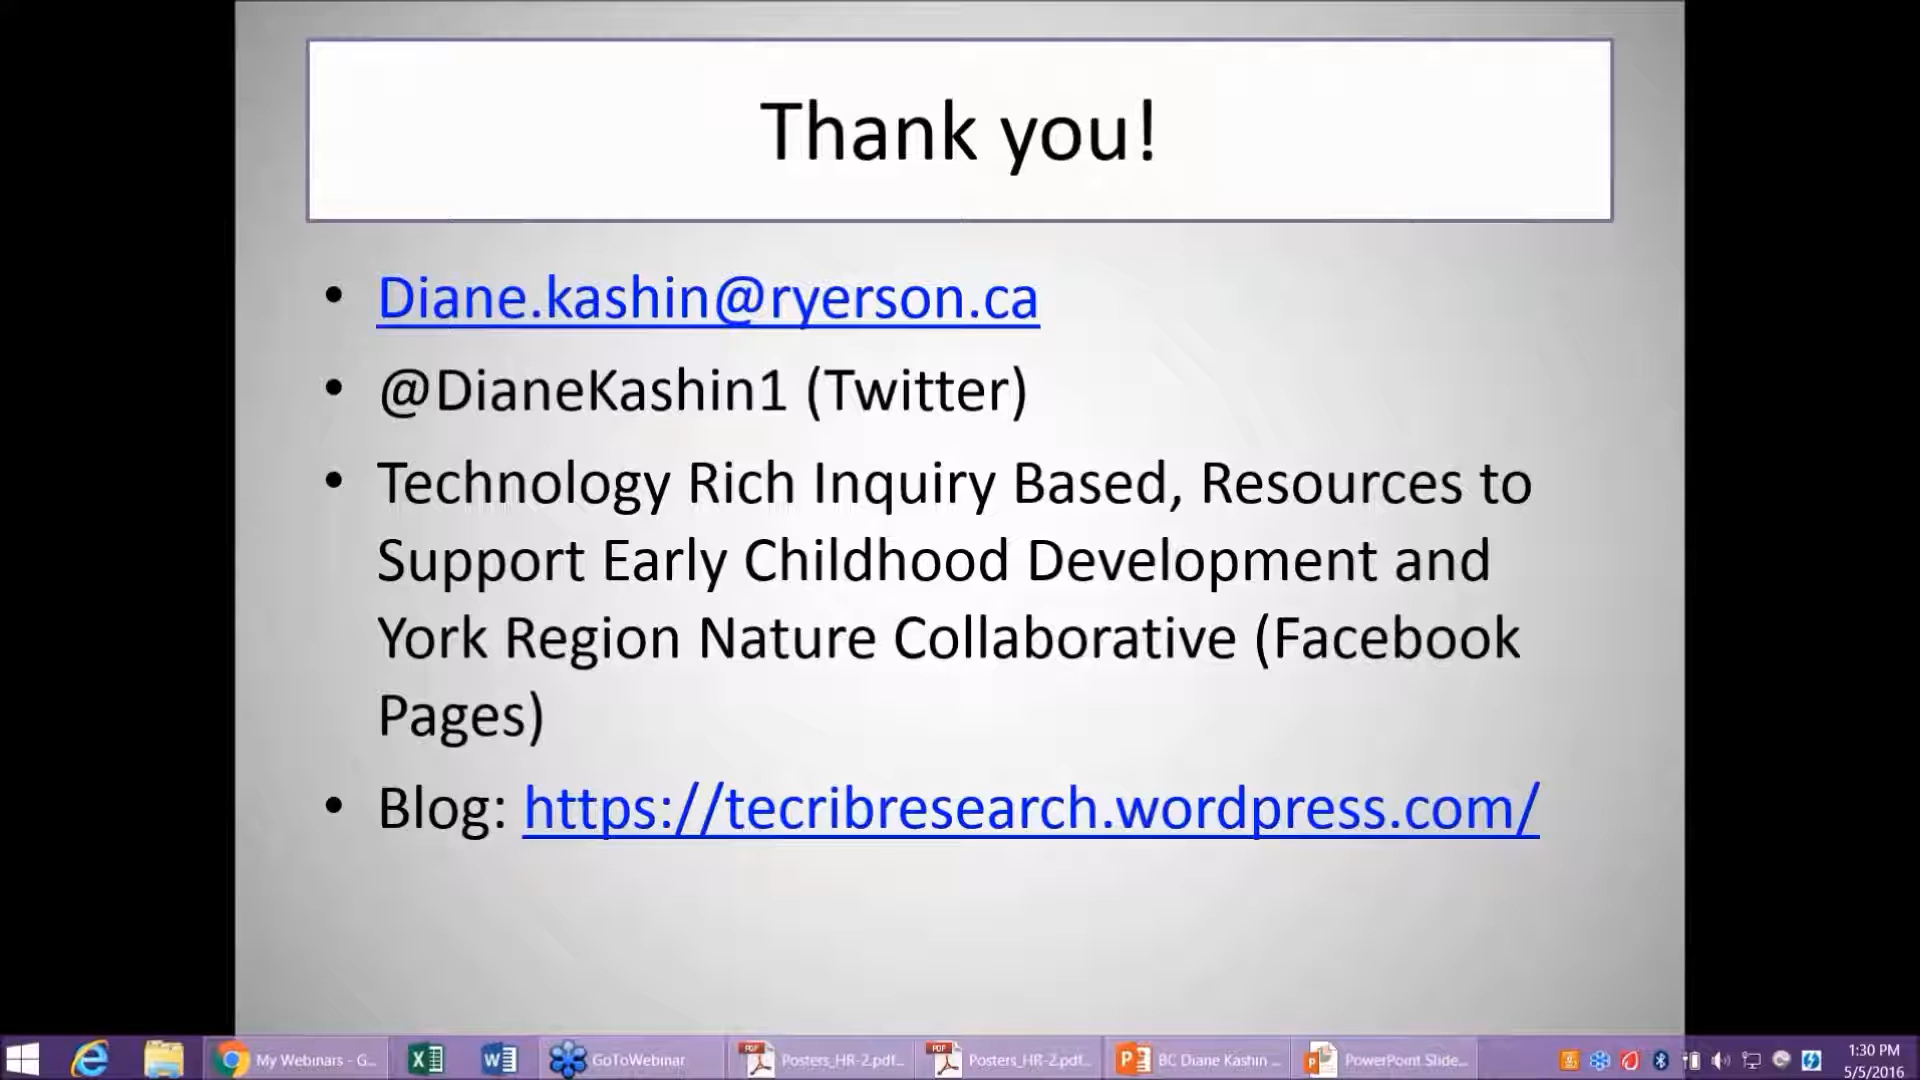 Thank you!
• Diane.kashin@ryerson.ca
• @DianeKashin1 (Twitter)
• Technology Rich Inquiry Based, Resources to
Support Early Childhood Development and
York Region Nature Collaborative (Facebook
Pages)
• Blog: https://tecribresearch.wordpress.com/
My Webinars - G... GoToWebinar Posters_HR-2.pdf... Posters_HR-2.pdf... BC Diane Kashin ... PowerPoint Slide... 1:30 PM
5/5/2016